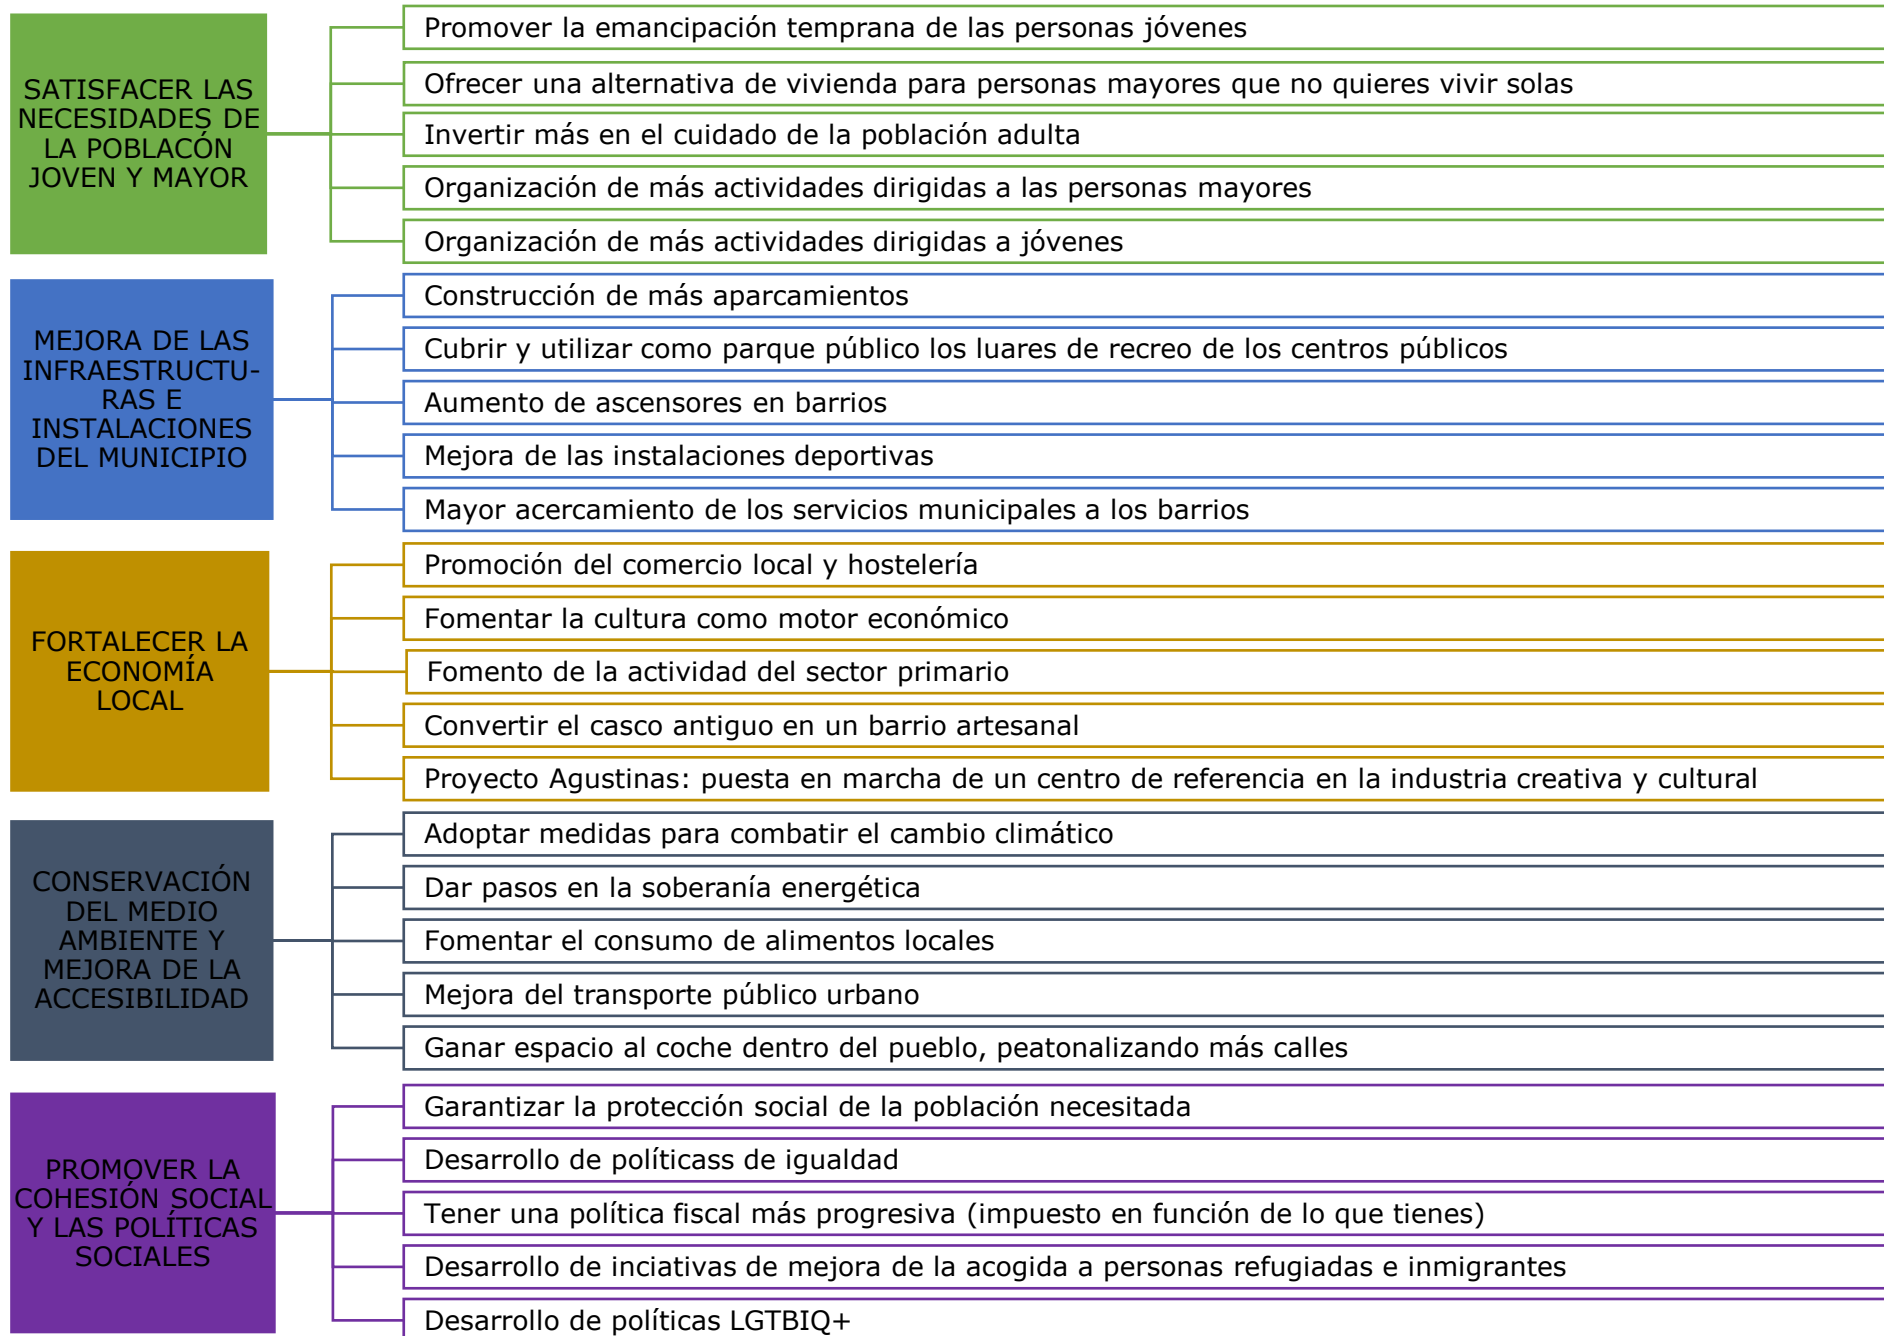 SATISFACER LAS
NECESIDADES DE
LA POBLACÓN
JOVEN Y MAYOR
Promover la emancipación temprana de las personas jóvenes
Ofrecer una alternativa de vivienda para personas mayores que no quieres vivir solas
Invertir más en el cuidado de la población adulta
Organización de más actividades dirigidas a las personas mayores
Organización de más actividades dirigidas a jóvenes
MEJORA DE LAS
INFRAESTRUCTU-
RAS E
INSTALACIONES
DEL MUNICIPIO
Construcción de más aparcamientos
Cubrir y utilizar como parque público los luares de recreo de los centros públicos
Aumento de ascensores en barrios
Mejora de las instalaciones deportivas
Mayor acercamiento de los servicios municipales a los barrios
FORTALECER LA
ECONOMÍA
LOCAL
Promoción del comercio local y hostelería
Fomentar la cultura como motor económico
Fomento de la actividad del sector primario
Convertir el casco antiguo en un barrio artesanal
Proyecto Agustinas: puesta en marcha de un centro de referencia en la industria creativa y cultural
CONSERVACIÓN
DEL MEDIO
AMBIENTE Y
MEJORA DE LA
ACCESIBILIDAD
Adoptar medidas para combatir el cambio climático
Dar pasos en la soberanía energética
Fomentar el consumo de alimentos locales
Mejora del transporte público urbano
Ganar espacio al coche dentro del pueblo, peatonalizando más calles
PROMOVER LA
COHESIÓN SOCIAL
Y LAS POLÍTICAS
SOCIALES
Garantizar la protección social de la población necesitada
Desarrollo de políticass de igualdad
Tener una política fiscal más progresiva (impuesto en función de lo que tienes)
Desarrollo de inciativas de mejora de la acogida a personas refugiadas e inmigrantes
Desarrollo de políticas LGTBIQ+